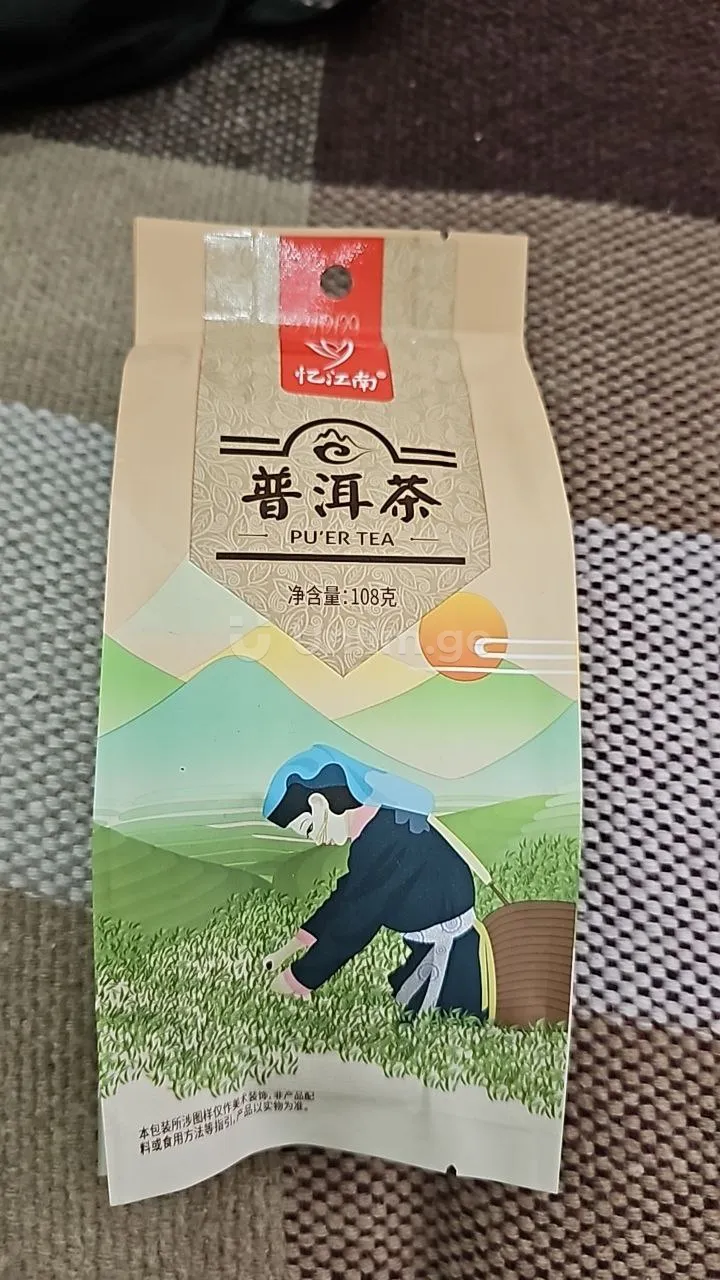 忆江南®
普洱茶
PU'ER TEA
净含量:108克
本包装所涉图样仅作美术装饰,非产品配
料或食用方法等指引,产品以实物为准。